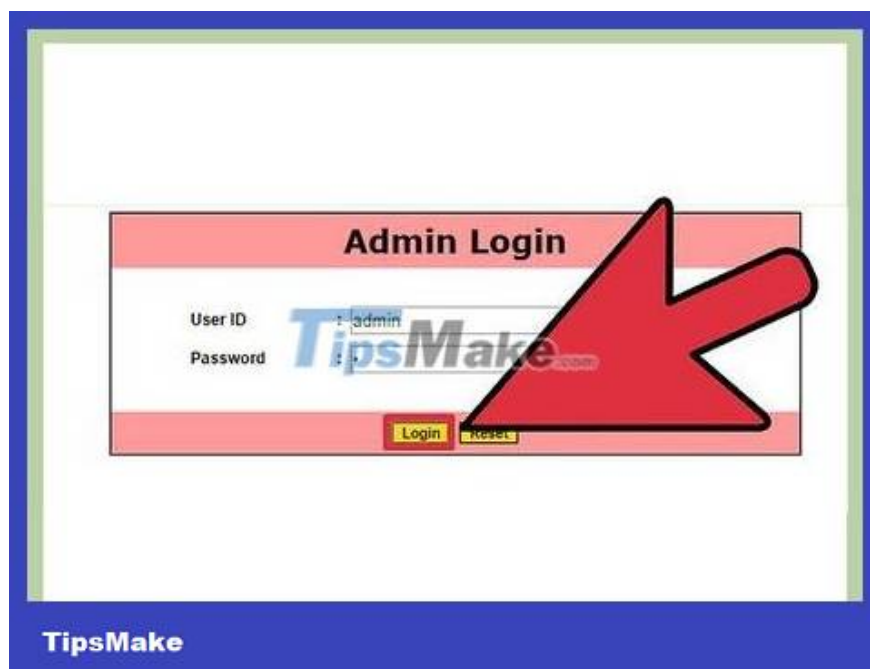 Admin Login
User ID : admin
Password :
TipsMake.com
Login Reset
TipsMake